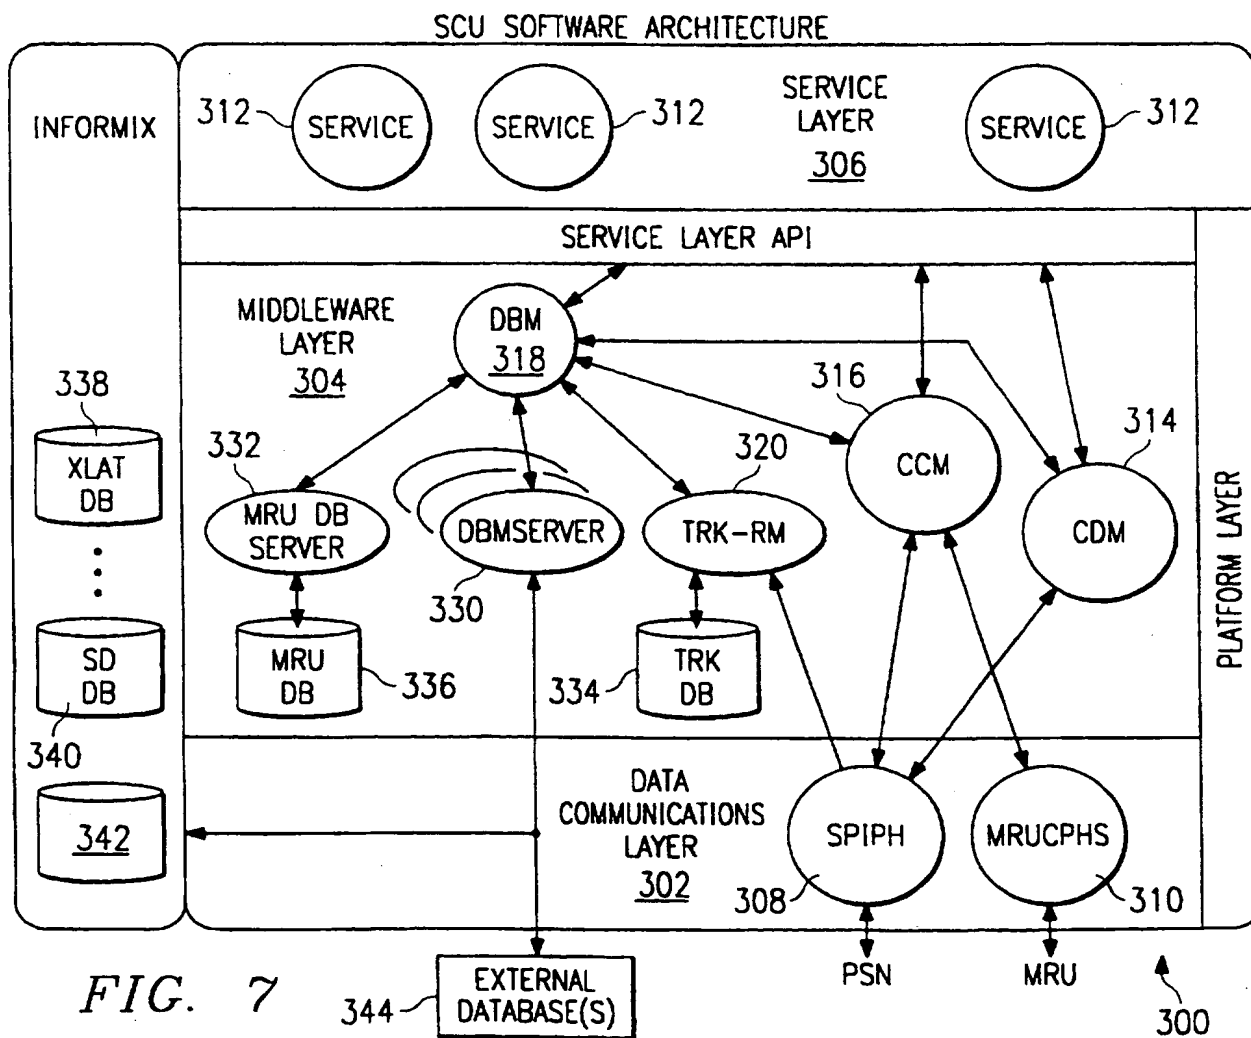 SCU SOFTWARE ARCHITECTURE
INFORMIX
312
SERVICE
SERVICE
312
SERVICE
LAYER
306
SERVICE
312
SERVICE LAYER API
MIDDLEWARE
LAYER
304
DBM
318
316
314
338
XLAT
DB
332
MRU DB
SERVER
DBMSERVER
330
320
TRK-RM
CCM
CDM
PLATFORM LAYER
SD
DB
340
MRU
DB
336
334
TRK
DB
342
DATA
COMMUNICATIONS
LAYER
302
SPIPH
308
MRUCPHS
310
PSN
MRU
300
FIG. 7
344
EXTERNAL
DATABASE(S)